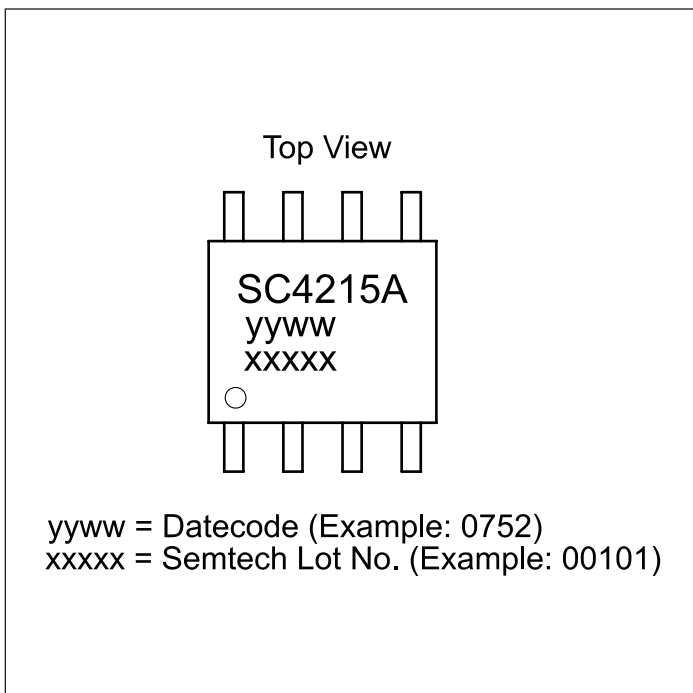 Top View
SC4215A
yyww
xxxxx
yyww = Datecode (Example: 0752)
xxxxx = Semtech Lot No. (Example: 00101)